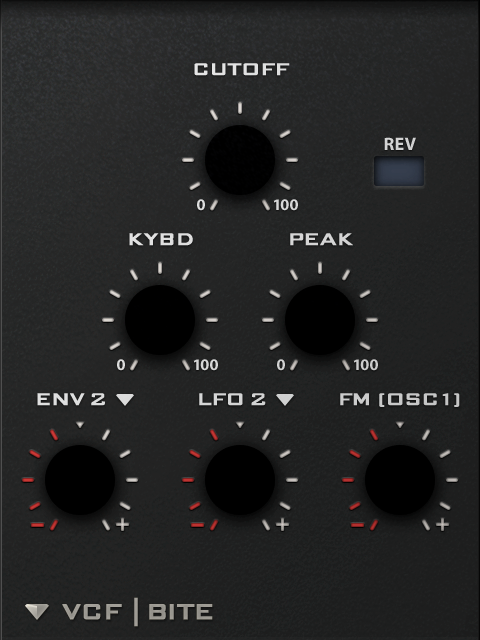 CUTOFF
REV
0 100
KYBD PEAK
0 100 0 100
ENV 2 LFO 2 FM [OSC1]
– + – + – +
VCF | BITE